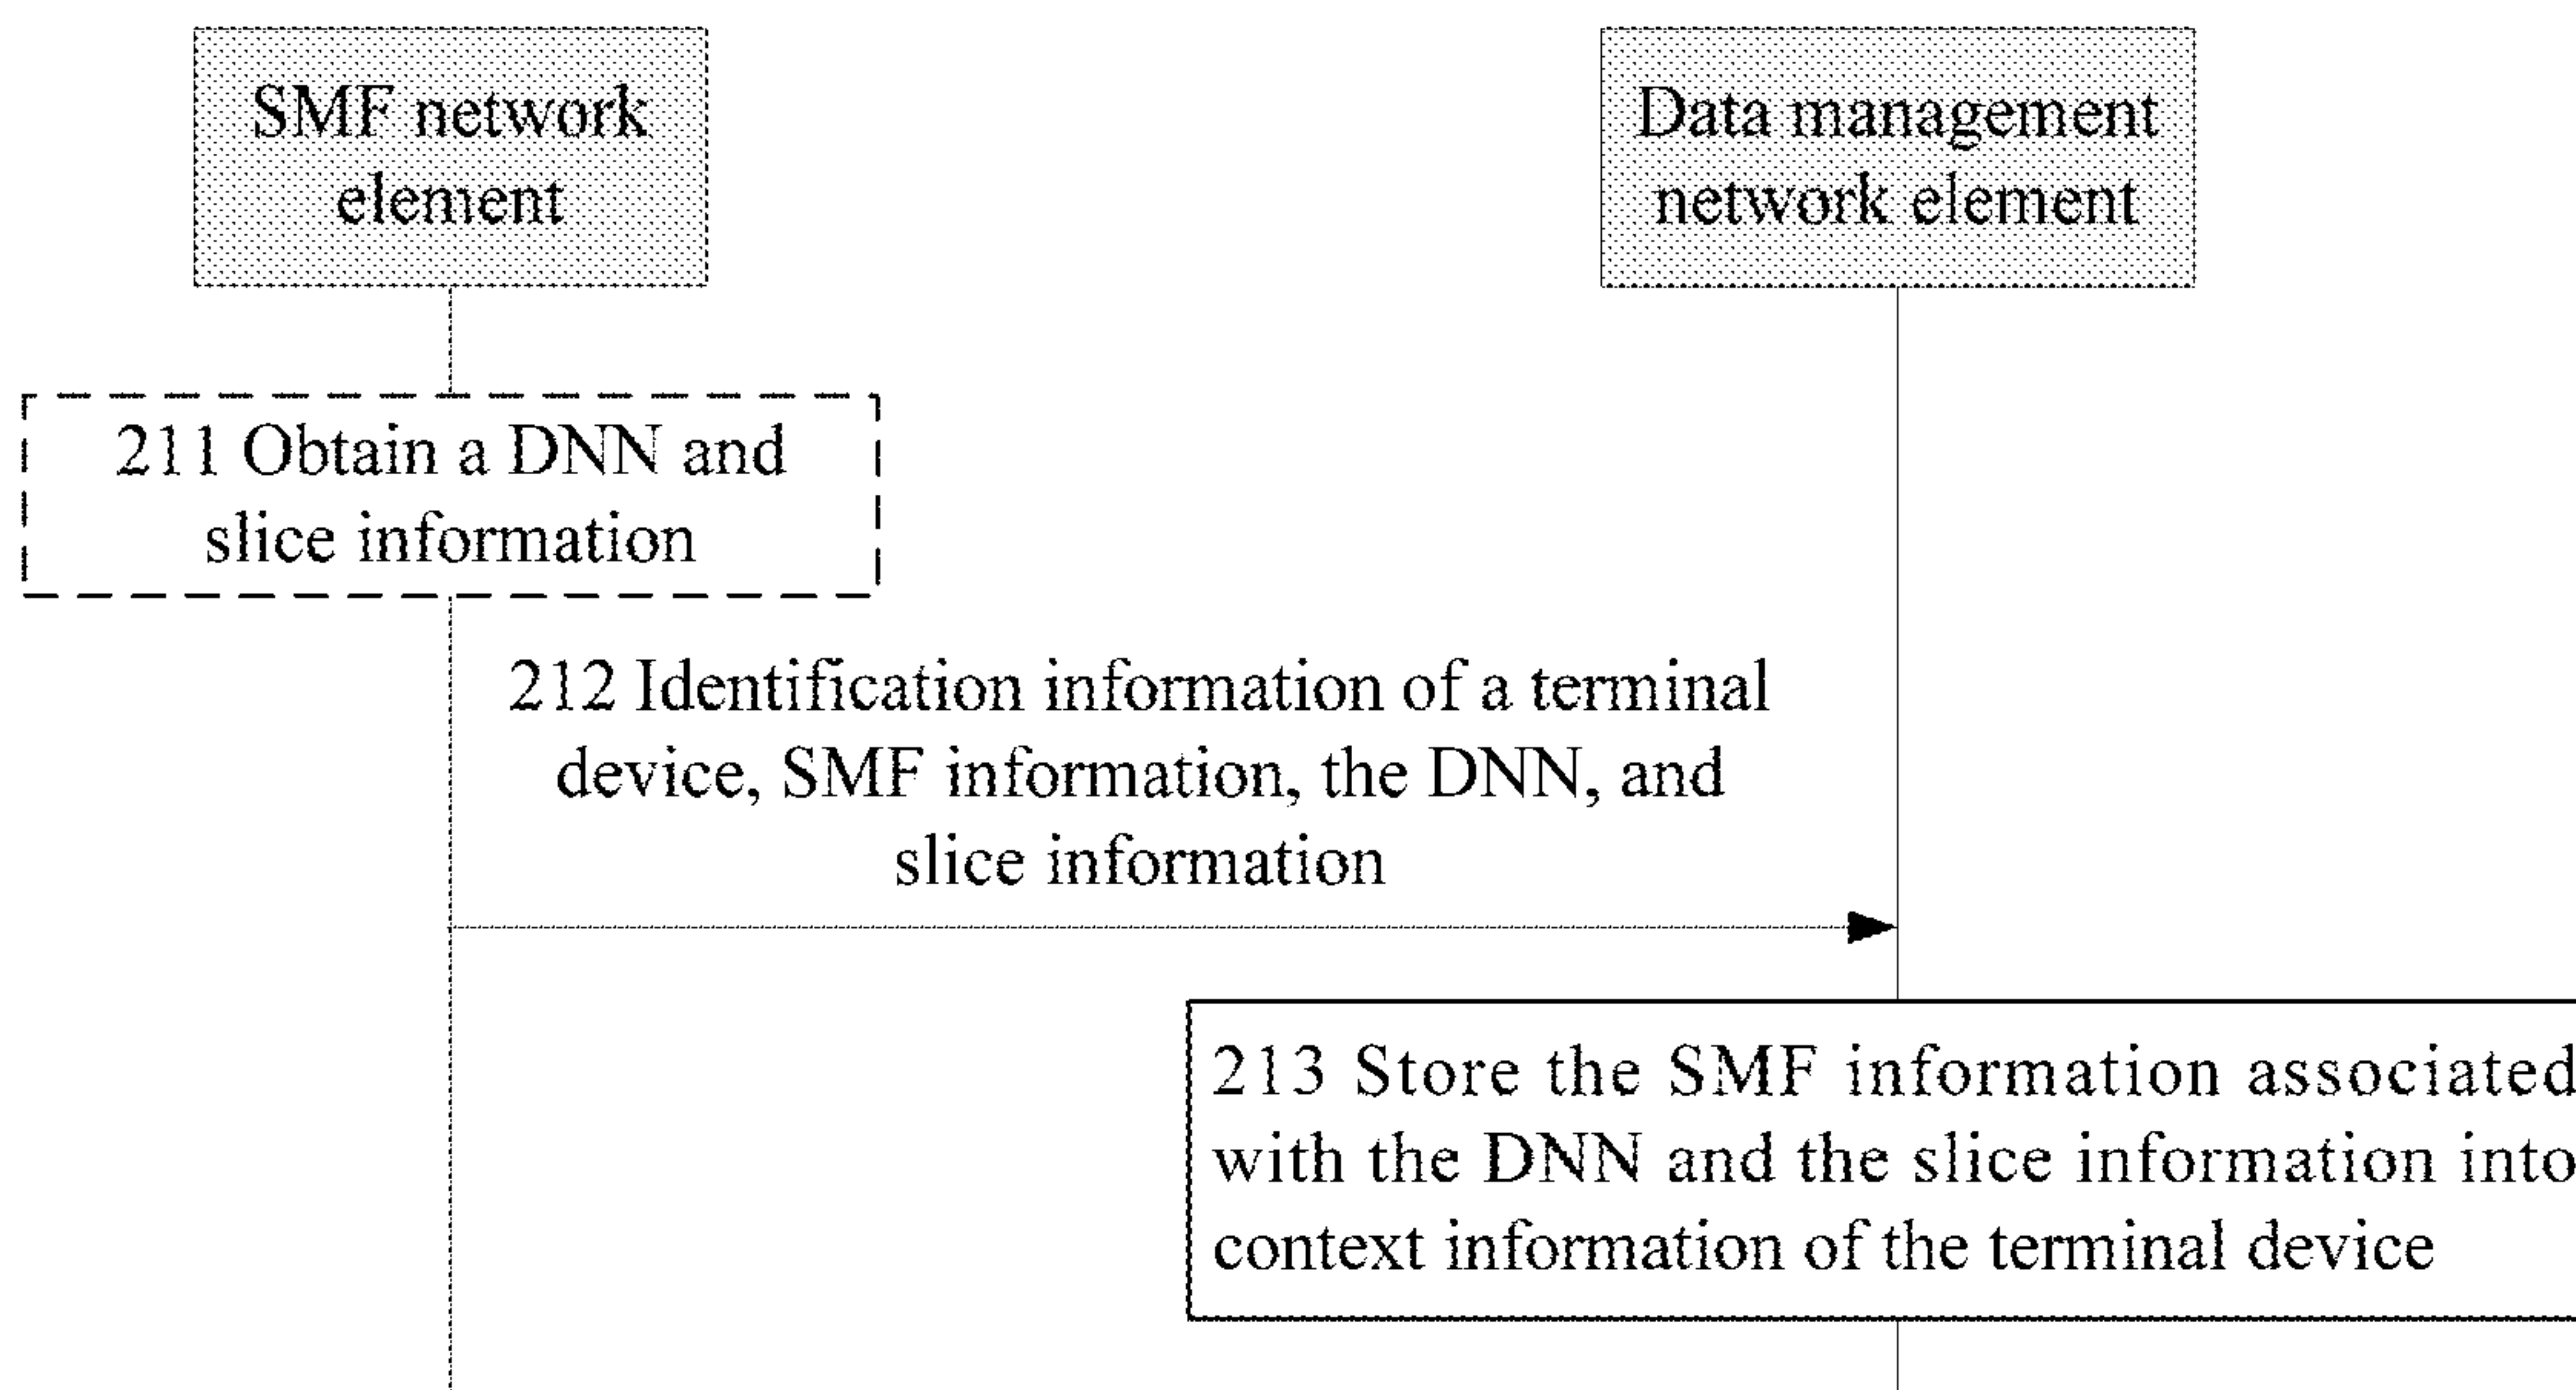 SMF network
element
Data management
network element
211 Obtain a DNN and
slice information
212 Identification information of a terminal
device, SMF information, the DNN, and
slice information
213 Store the SMF information associated
with the DNN and the slice information into
context information of the terminal device